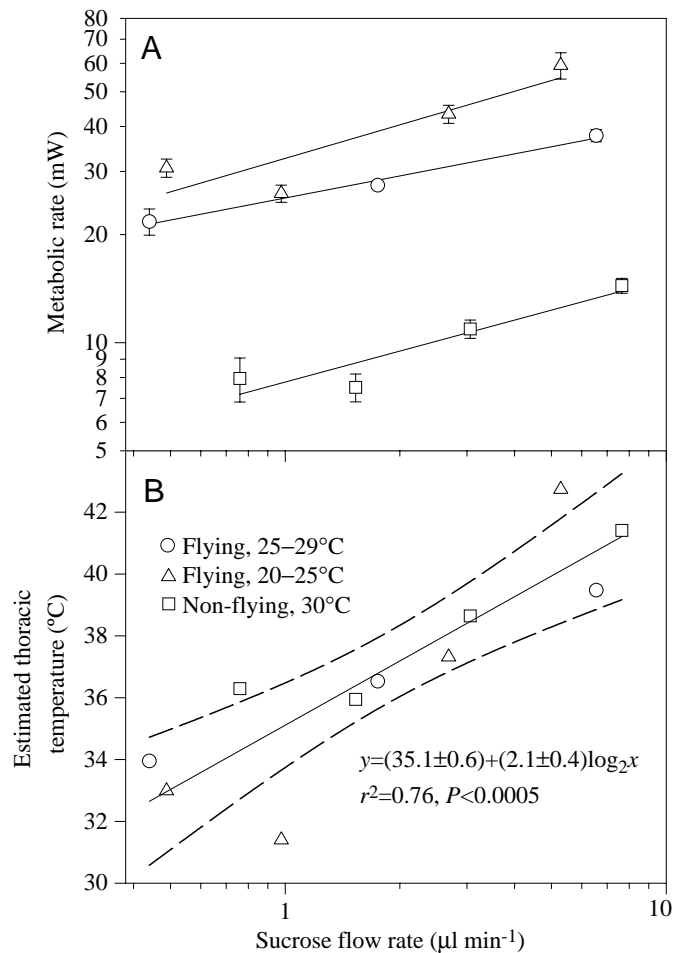 A
80
70
60
50
40
30
20
10
9
8
7
6
5
Metabolic rate (mW)
B
Flying, 25–29°C
Flying, 20–25°C
Non-flying, 30°C
42
40
38
36
34
32
30
Estimated thoracic
temperature (ºC)
y=(35.1±0.6)+(2.1±0.4)log₂x
r²=0.76, P<0.0005
1
10
Sucrose flow rate (µl min⁻¹)